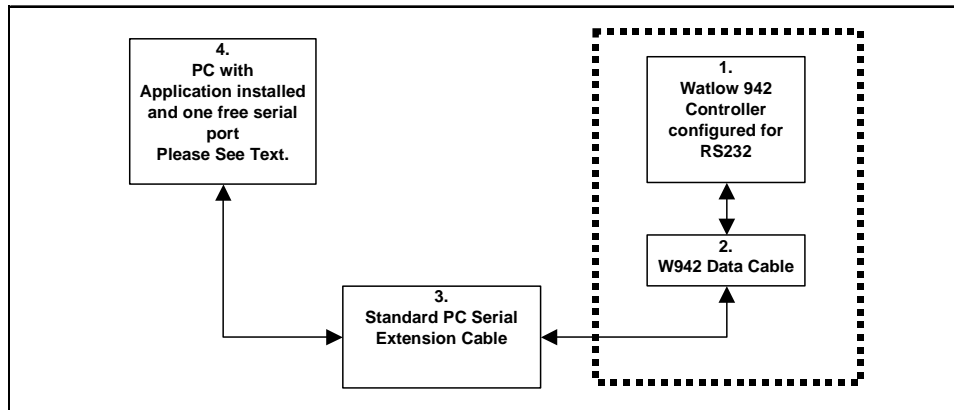 4.
PC with
Application installed
and one free serial
port
Please See Text.
1.
Watlow 942
Controller
configured for
RS232
2.
W942 Data Cable
3.
Standard PC Serial
Extension Cable